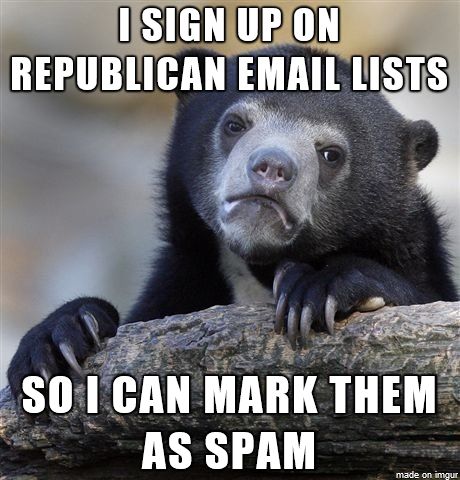 I SIGN UP ON
REPUBLICAN EMAIL LISTS
SO I CAN MARK THEM
AS SPAM
made on imgur